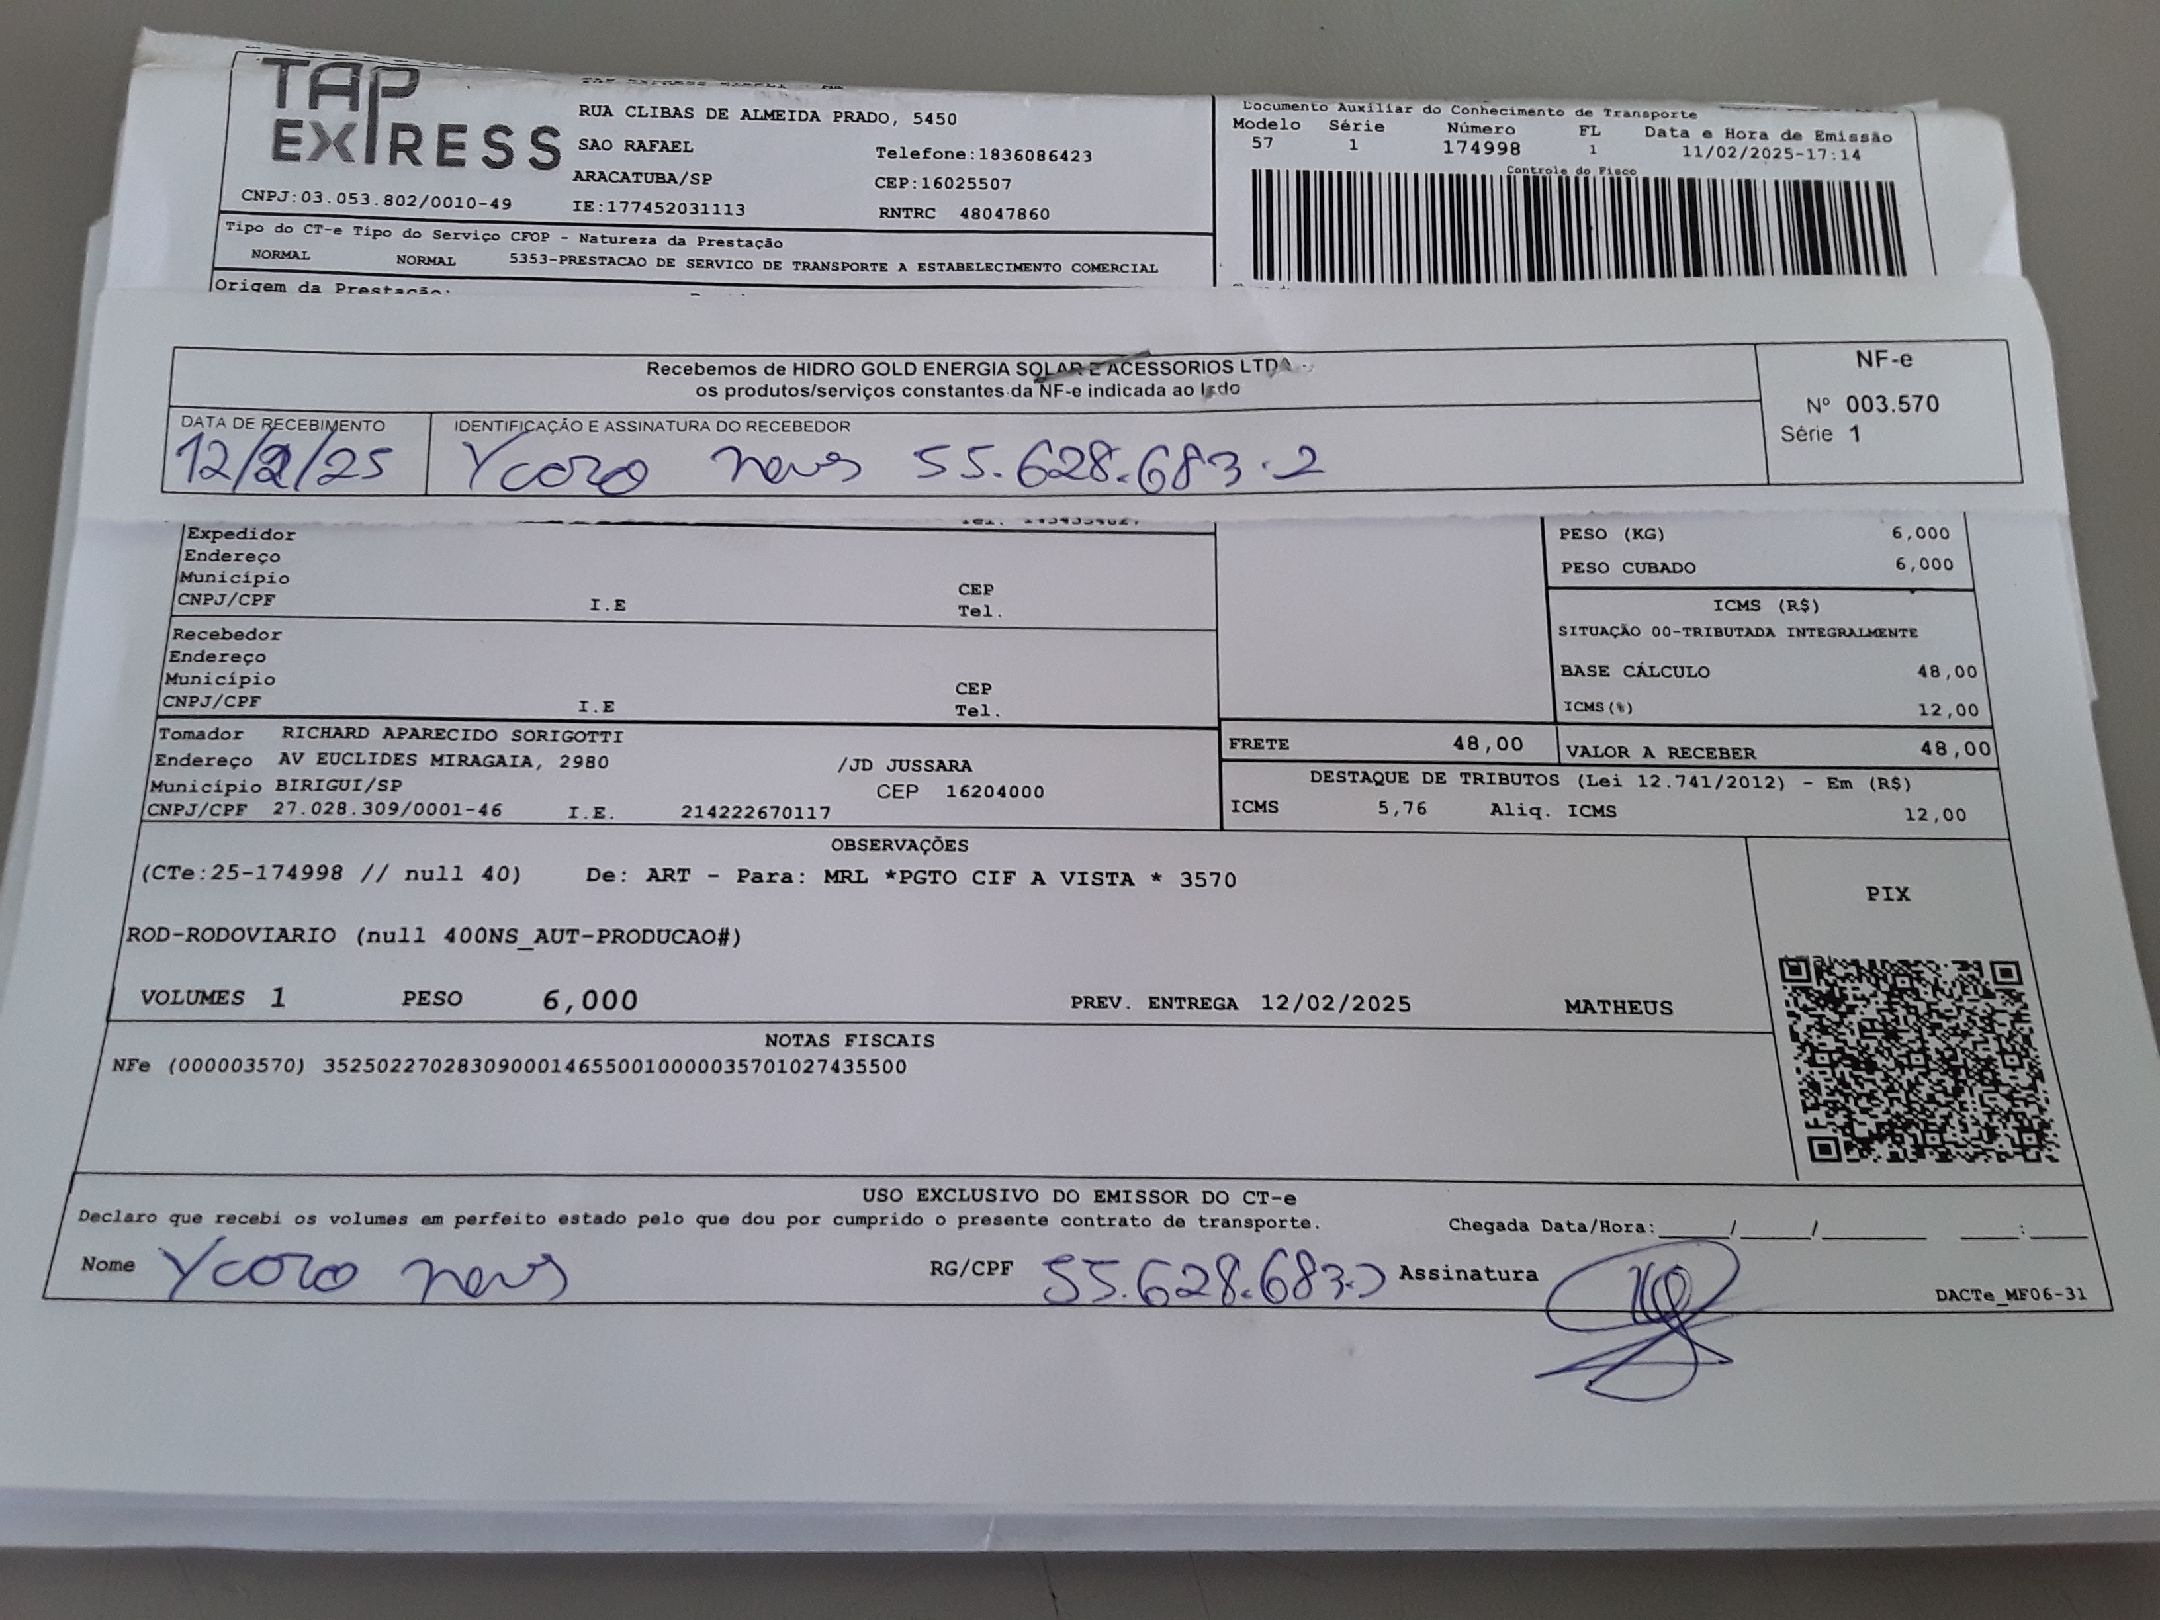 TAP EXPRESS
RUA CLIBAS DE ALMEIDA PRADO, 5450
SAO RAFAEL
Telefone:1836086423
ARACATUBA/SP
CEP:16025507
CNPJ:03.053.802/0010-49
IE:177452031113
RNTRC 48047860
Documento Auxiliar do Conhecimento de Transporte
Modelo Série Número FL Data e Hora de Emissão
57 1 174998 1 11/02/2025-17:14
Controle do Fisco
Tipo do CT-e Tipo do Serviço CFOP - Natureza da Prestação
NORMAL NORMAL 5353-PRESTACAO DE SERVICO DE TRANSPORTE A ESTABELECIMENTO COMERCIAL
Origem da Prestação:
Recebemos de HIDRO GOLD ENERGIA SOLAR E ACESSORIOS LTDA
os produtos/serviços constantes da NF-e indicada ao lado
NF-e
Nº 003.570
Série 1
DATA DE RECEBIMENTO
12/2/25
IDENTIFICAÇÃO E ASSINATURA DO RECEBEDOR
55.628.683-2
Expedidor
Endereço
Município CEP
CNPJ/CPF I.E Tel.
Recebedor
Endereço
Município CEP
CNPJ/CPF I.E Tel.
PESO (KG) 6,000
PESO CUBADO 6,000
ICMS (R$)
SITUAÇÃO 00-TRIBUTADA INTEGRALMENTE
BASE CÁLCULO 48,00
ICMS(%) 12,00
Tomador RICHARD APARECIDO SORIGOTTI
Endereço AV EUCLIDES MIRAGAIA, 2980 /JD JUSSARA
Município BIRIGUI/SP CEP 16204000
CNPJ/CPF 27.028.309/0001-46 I.E. 214222670117
FRETE 48,00 VALOR A RECEBER 48,00
DESTAQUE DE TRIBUTOS (Lei 12.741/2012) - Em (R$)
ICMS 5,76 Aliq. ICMS 12,00
OBSERVAÇÕES
(CTe:25-174998 // null 40) De: ART - Para: MRL *PGTO CIF A VISTA * 3570
ROD-RODOVIARIO (null 400NS_AUT-PRODUCAO#)
VOLUMES 1 PESO 6,000 PREV. ENTREGA 12/02/2025 MATHEUS
PIX
NOTAS FISCAIS
NFe (000003570) 35250227028309000146550010000035701027435500
USO EXCLUSIVO DO EMISSOR DO CT-e
Declaro que recebi os volumes em perfeito estado pelo que dou por cumprido o presente contrato de transporte. Chegada Data/Hora:____/____/______ ____:____
Nome RG/CPF 55.628.683-2 Assinatura
DACTe_MF06-31